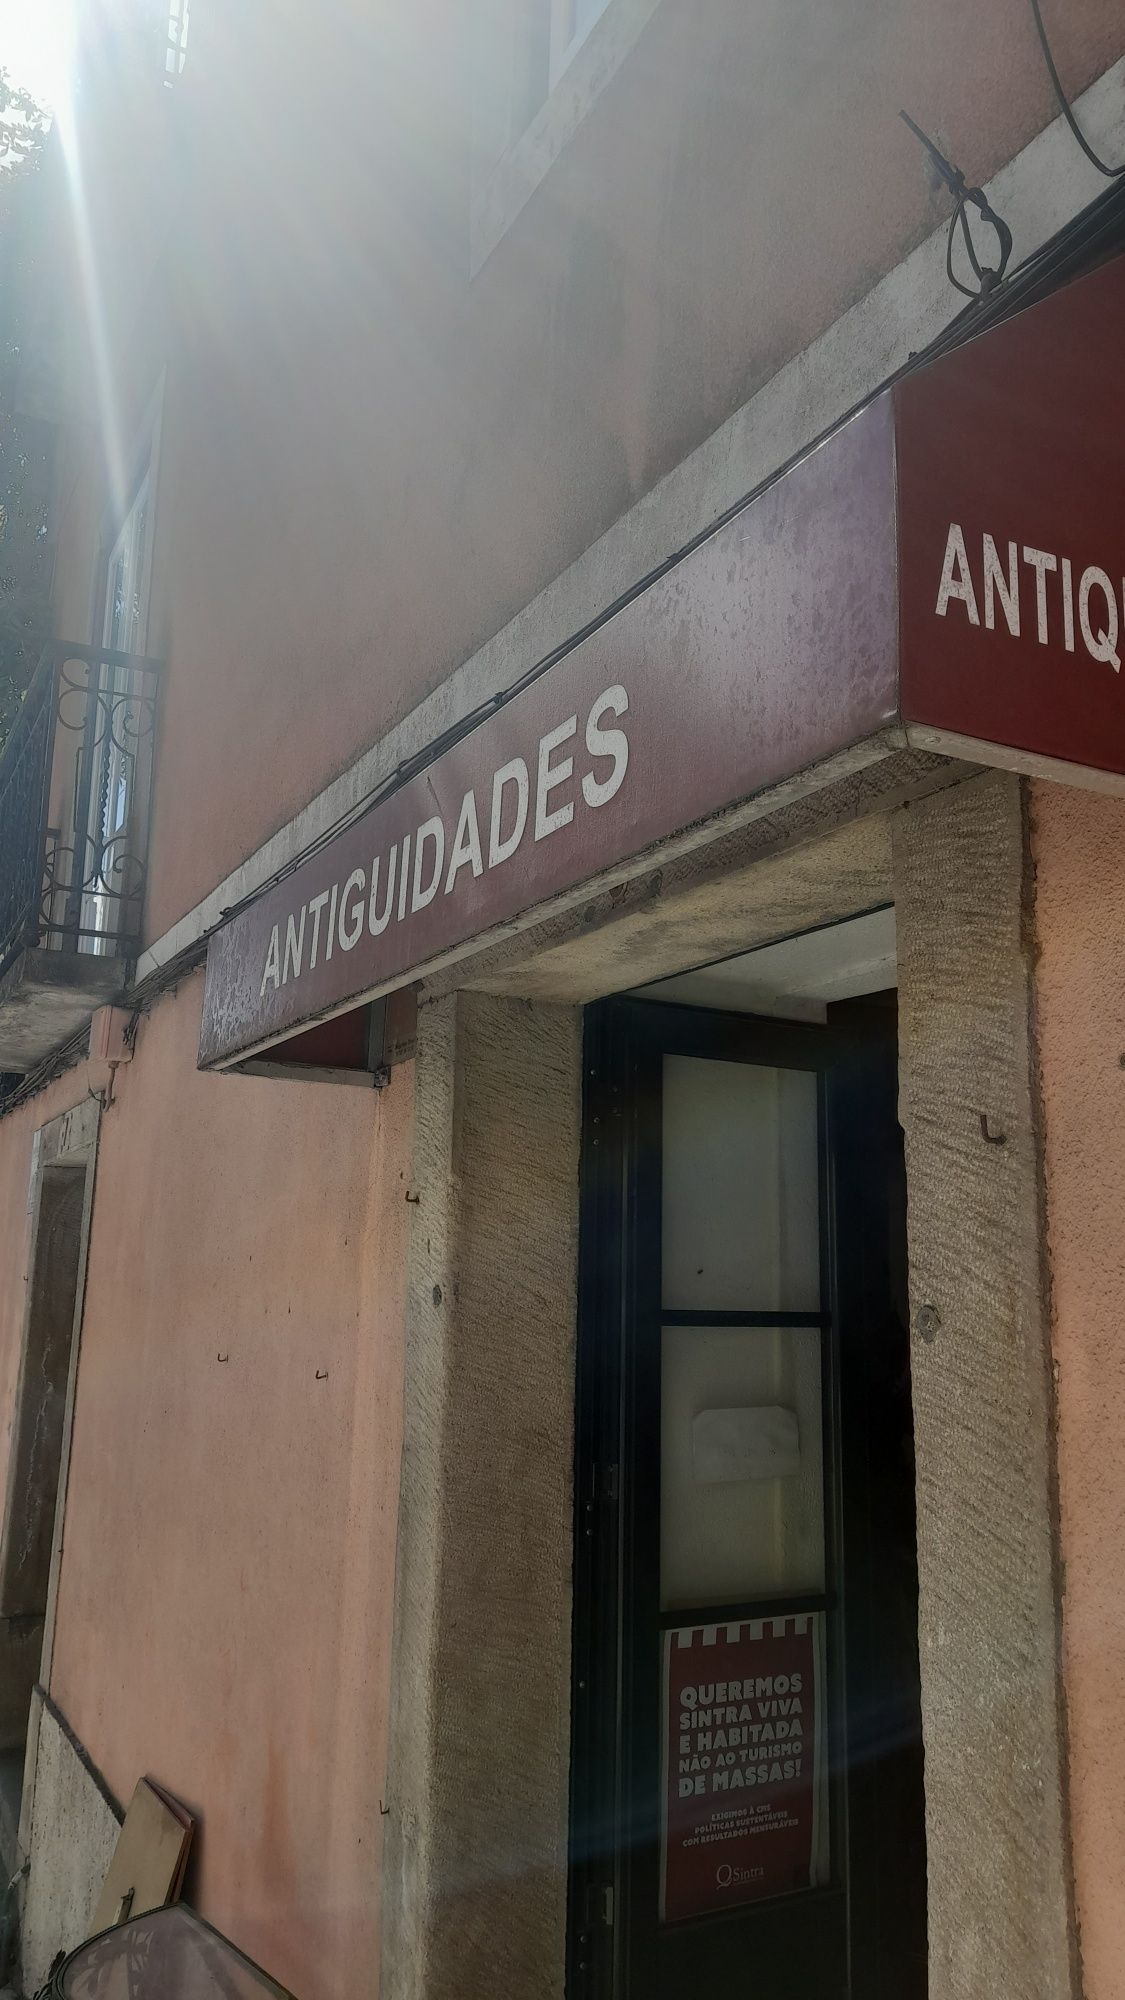 ANTIGUIDADES
ANTIQ
QUEREMOS
SINTRA VIVA
E HABITADA
NÃO AO TURISMO
DE MASSAS!
EXIGIMOS À CMS
POLÍTICAS SUSTENTÁVEIS
COM RESULTADOS MENSURÁVEIS
QSintra